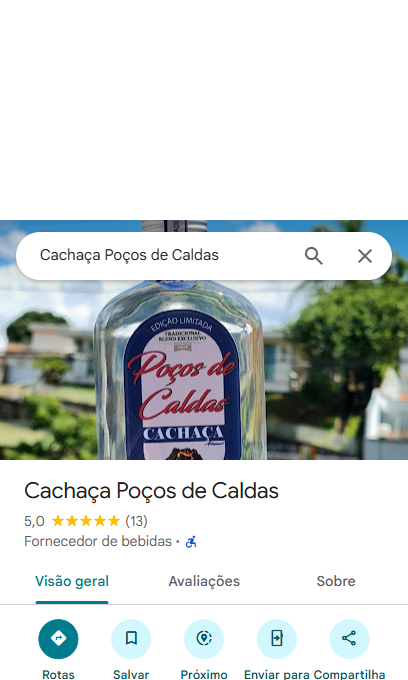 Cachaça Poços de Caldas
EDIÇÃO LIMITADA
TRADICIONAL
BLEND EXCLUSIVO
Poços de
Caldas
CACHAÇA
Cachaça Poços de Caldas
5,0 ★★★★★ (13)
Fornecedor de bebidas ·
Visão geral Avaliações Sobre
Rotas Salvar Próximo Enviar para Compartilha